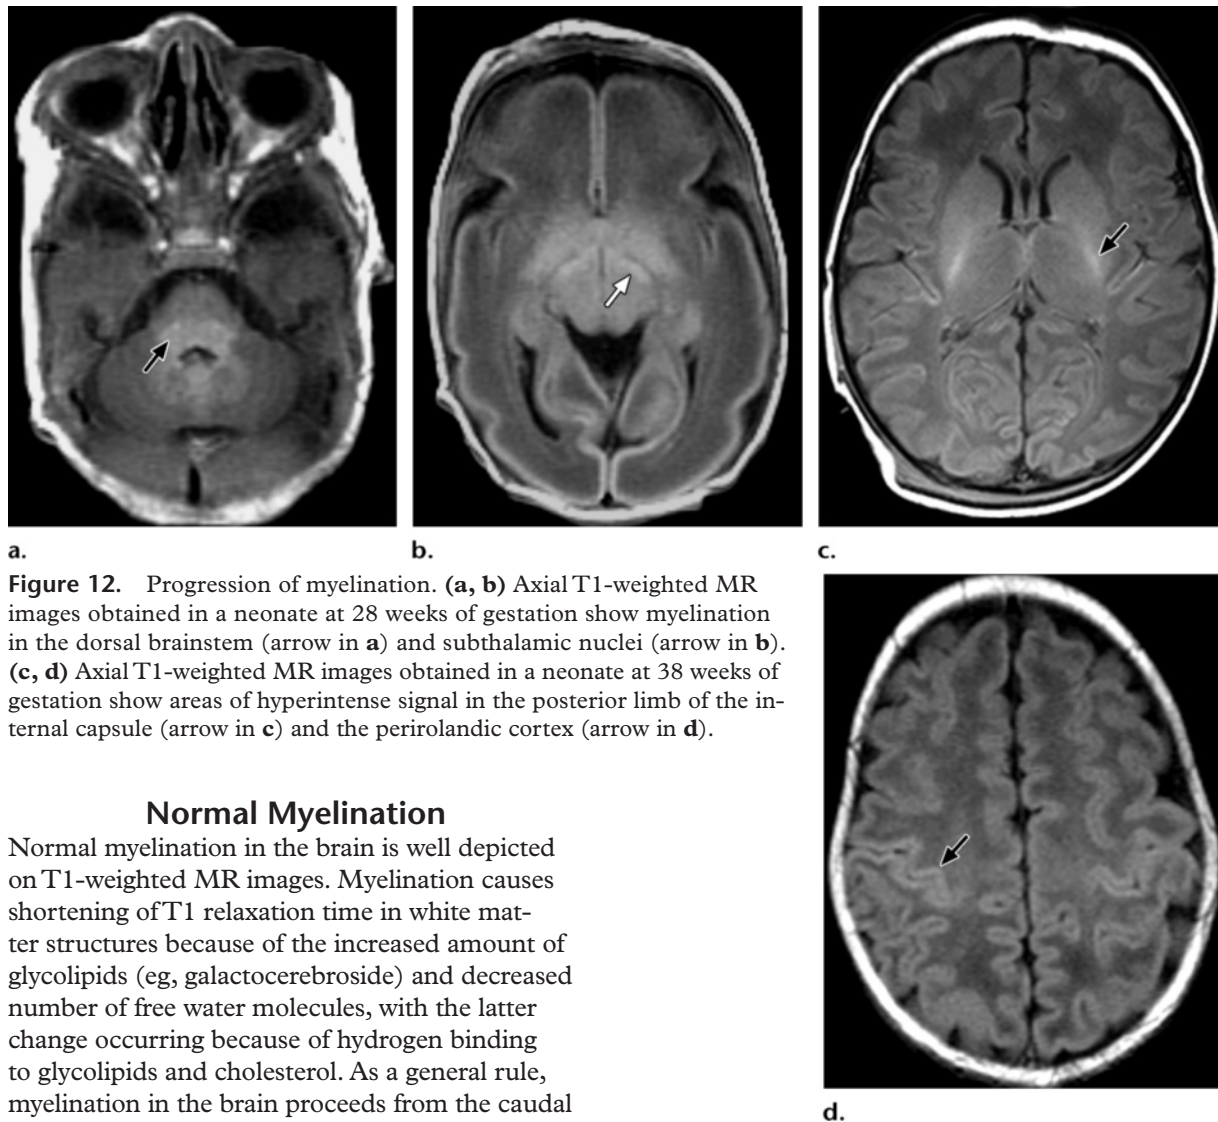 a.
b.
c.
Figure 12. Progression of myelination. (a, b) Axial T1-weighted MR
images obtained in a neonate at 28 weeks of gestation show myelination
in the dorsal brainstem (arrow in a) and subthalamic nuclei (arrow in b).
(c, d) Axial T1-weighted MR images obtained in a neonate at 38 weeks of
gestation show areas of hyperintense signal in the posterior limb of the in-
ternal capsule (arrow in c) and the perirolandic cortex (arrow in d).
Normal Myelination
Normal myelination in the brain is well depicted
on T1-weighted MR images. Myelination causes
shortening of T1 relaxation time in white mat-
ter structures because of the increased amount of
glycolipids (eg, galactocerebroside) and decreased
number of free water molecules, with the latter
change occurring because of hydrogen binding
to glycolipids and cholesterol. As a general rule,
myelination in the brain proceeds from the caudal
d.